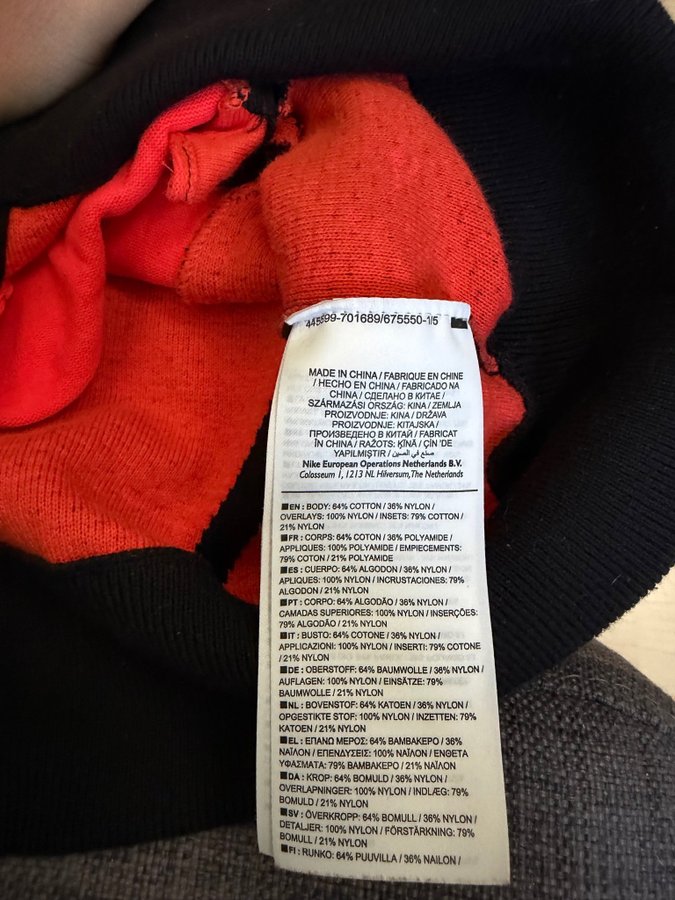 445899-701689/675550-1/5
MADE IN CHINA / FABRIQUE EN CHINE
/ HECHO EN CHINA / FABRICADO NA
CHINA / СДЕЛАНО В КИТАЕ /
SZÁRMAZÁSI ORSZÁG: KINA / ZEMLJA
PROIZVODNJE: KINA / DRŽAVA
PROIZVODNJE: KITAJSKA /
ПРОИЗВЕДЕНО В КИТАЙ / FABRICAT
ÎN CHINA / RAŽOTS: ĶĪNĀ / ÇİN 'DE
YAPILMIŞTIR / صنع في الصين
Nike European Operations Netherlands B.V.
Colosseum 1, 1213 NL Hilversum, The Netherlands
EN : BODY: 64% COTTON / 36% NYLON /
OVERLAYS: 100% NYLON / INSETS: 79% COTTON /
21% NYLON
FR : CORPS: 64% COTON / 36% POLYAMIDE /
APPLIQUES: 100% POLYAMIDE / EMPIECEMENTS:
79% COTON / 21% POLYAMIDE
ES : CUERPO: 64% ALGODÓN / 36% NYLON /
APLIQUES: 100% NYLON / INCRUSTACIONES: 79%
ALGODÓN / 21% NYLON
PT : CORPO: 64% ALGODÃO / 36% NYLON /
CAMADAS SUPERIORES: 100% NYLON / INSERÇÕES:
79% ALGODÃO / 21% NYLON
IT : BUSTO: 64% COTONE / 36% NYLON /
APPLICAZIONI: 100% NYLON / INSERTI: 79% COTONE
/ 21% NYLON
DE : OBERSTOFF: 64% BAUMWOLLE / 36% NYLON /
AUFLAGEN: 100% NYLON / EINSÄTZE: 79%
BAUMWOLLE / 21% NYLON
NL : BOVENSTOF: 64% KATOEN / 36% NYLON /
OPGESTIKTE STOF: 100% NYLON / INZETTEN: 79%
KATOEN / 21% NYLON
EL : ΕΠΑΝΩ ΜΕΡΟΣ: 64% ΒΑΜΒΑΚΕΡΟ / 36%
ΝΑΪΛΟΝ / ΕΠΕΝΔΥΣΕΙΣ: 100% ΝΑΪΛΟΝ / ΕΝΘΕΤΑ
ΥΦΑΣΜΑΤΑ: 79% ΒΑΜΒΑΚΕΡΟ / 21% ΝΑΪΛΟΝ
DA : KROP: 64% BOMULD / 36% NYLON /
OVERLAPNINGER: 100% NYLON / INDLÆG: 79%
BOMULD / 21% NYLON
SV : ÖVERKROPP: 64% BOMULL / 36% NYLON /
DETALJER: 100% NYLON / FÖRSTÄRKNING: 79%
BOMULL / 21% NYLON
FI : RUNKO: 64% PUUVILLA / 36% NAILON /